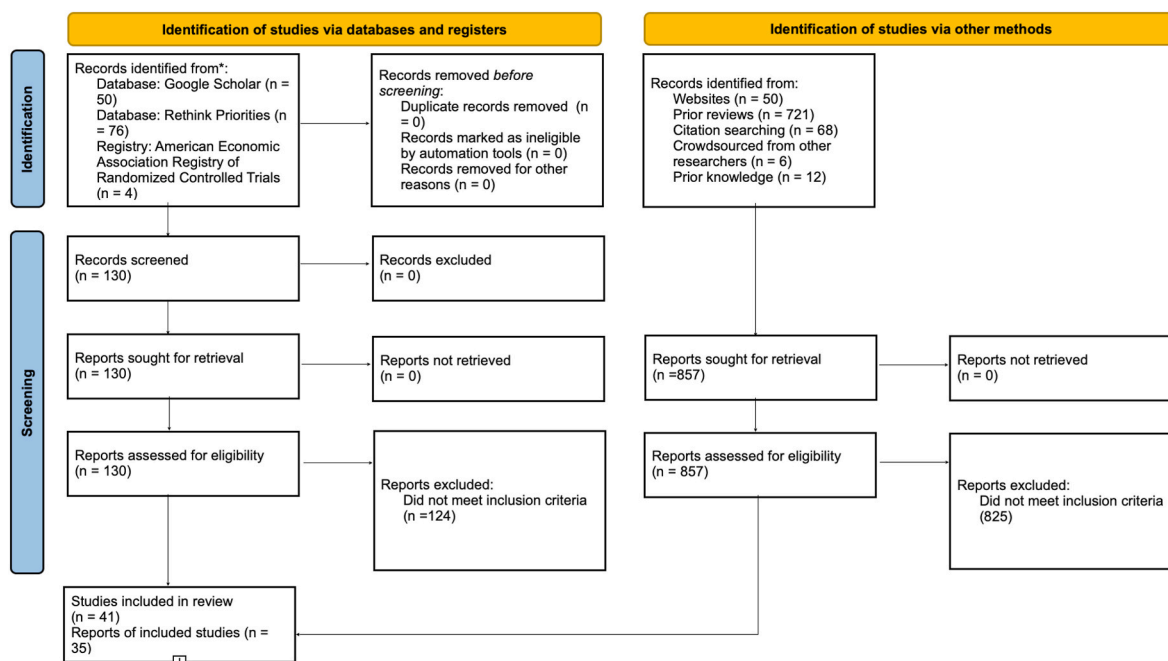 Identification of studies via databases and registers
Identification of studies via other methods
Identification
Records identified from*:
Database: Google Scholar (n =
50)
Database: Rethink Priorities (n
= 76)
Registry: American Economic
Association Registry of
Randomized Controlled Trials
(n = 4)
Records removed before
screening:
Duplicate records removed (n
= 0)
Records marked as ineligible
by automation tools (n = 0)
Records removed for other
reasons (n = 0)
Records identified from:
Websites (n = 50)
Prior reviews (n = 721)
Citation searching (n = 68)
Crowdsourced from other
researchers (n = 6)
Prior knowledge (n = 12)
Screening
Records screened
(n = 130)
Records excluded
(n = 0)
Reports sought for retrieval
(n = 130)
Reports not retrieved
(n = 0)
Reports sought for retrieval
(n =857)
Reports not retrieved
(n = 0)
Reports assessed for eligibility
(n = 130)
Reports excluded:
Did not meet inclusion criteria
(n =124)
Reports assessed for eligibility
(n = 857)
Reports excluded:
Did not meet inclusion criteria
(825)
Studies included in review
(n = 41)
Reports of included studies (n =
35)